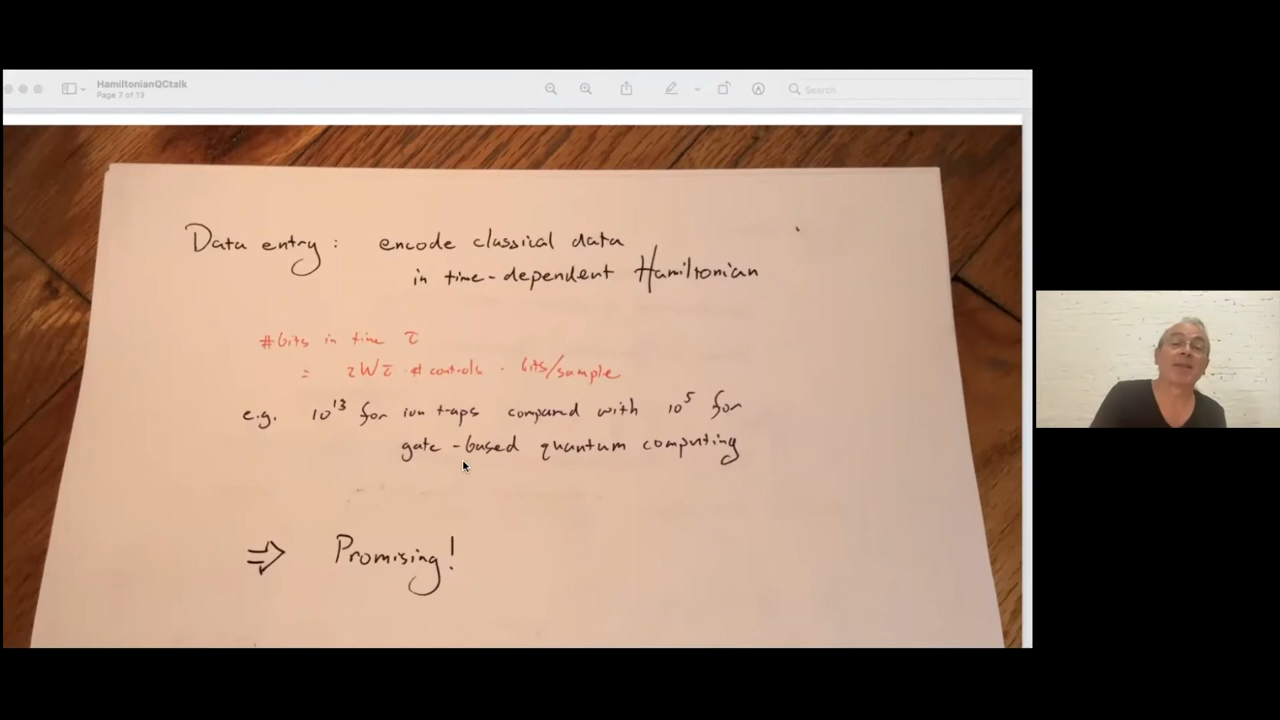 HamiltonianQCtalk
Page 7 of 13
Search
Data entry : encode classical data
in time-dependent Hamiltonian
#bits in time τ
= 2Wτ # controls · bits/sample
e.g. 10¹³ for ion traps compared with 10⁵ for
gate-based quantum computing
⇒ Promising!